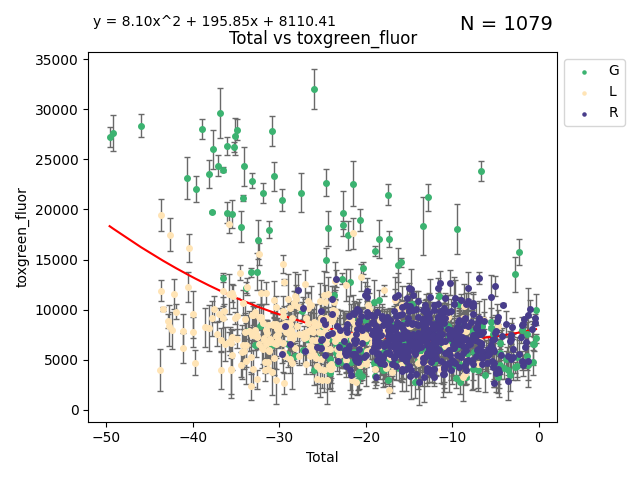 y = 8.10x^2 + 195.85x + 8110.41
N = 1079
Total vs toxgreen_fluor
35000
30000
25000
20000
15000
10000
5000
0
toxgreen_fluor
−50
−40
−30
−20
−10
0
Total
G
L
R